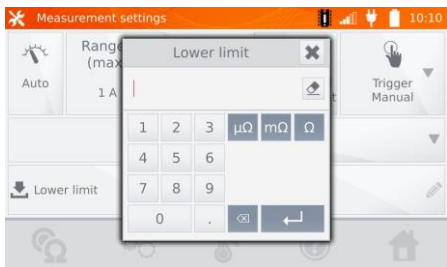 Measurement settings
10:10
Auto
Range
(max
1 A
Lower limit
Trigger
Manual
1 2 3 μΩ mΩ Ω
4 5 6
7 8 9
0 .
Lower limit